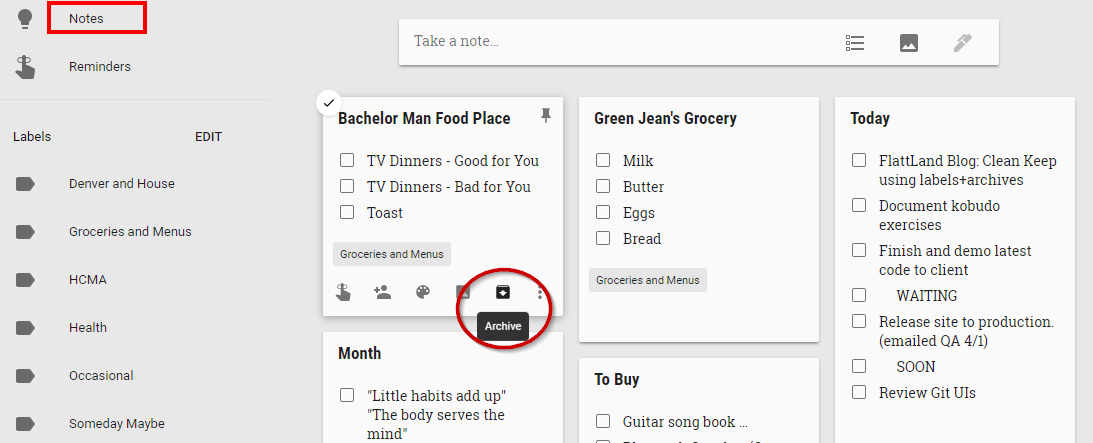 Notes
Reminders
Labels
EDIT
Denver and House
Groceries and Menus
HCMA
Health
Occasional
Someday Maybe
Take a note...
Bachelor Man Food Place
TV Dinners - Good for You
TV Dinners - Bad for You
Toast
Groceries and Menus
Archive
Month
"Little habits add up"
"The body serves the
mind"
Green Jean's Grocery
Milk
Butter
Eggs
Bread
Groceries and Menus
To Buy
Guitar song book ...
Today
FlattLand Blog: Clean Keep
using labels+archives
Document kobudo
exercises
Finish and demo latest
code to client
WAITING
Release site to production.
(emailed QA 4/1)
SOON
Review Git UIs